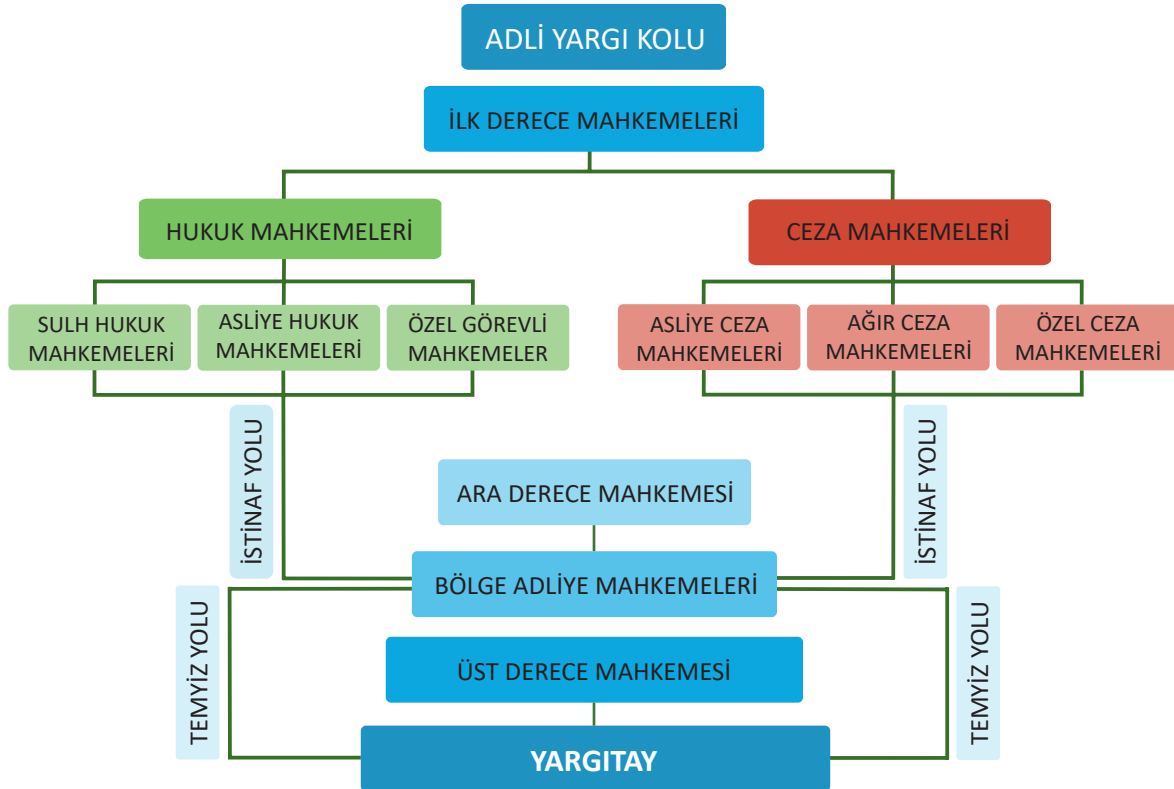 ADLİ YARGI KOLU
İLK DERECE MAHKEMELERİ
HUKUK MAHKEMELERİ
CEZA MAHKEMELERİ
SULH HUKUK
MAHKEMELERİ
ASLİYE HUKUK
MAHKEMELERİ
ÖZEL GÖREVLİ
MAHKEMELER
ASLİYE CEZA
MAHKEMELERİ
AĞIR CEZA
MAHKEMELERİ
ÖZEL CEZA
MAHKEMELERİ
İSTİNAF YOLU
İSTİNAF YOLU
ARA DERECE MAHKEMESİ
BÖLGE ADLİYE MAHKEMELERİ
TEMYİZ YOLU
TEMYİZ YOLU
ÜST DERECE MAHKEMESİ
YARGITAY